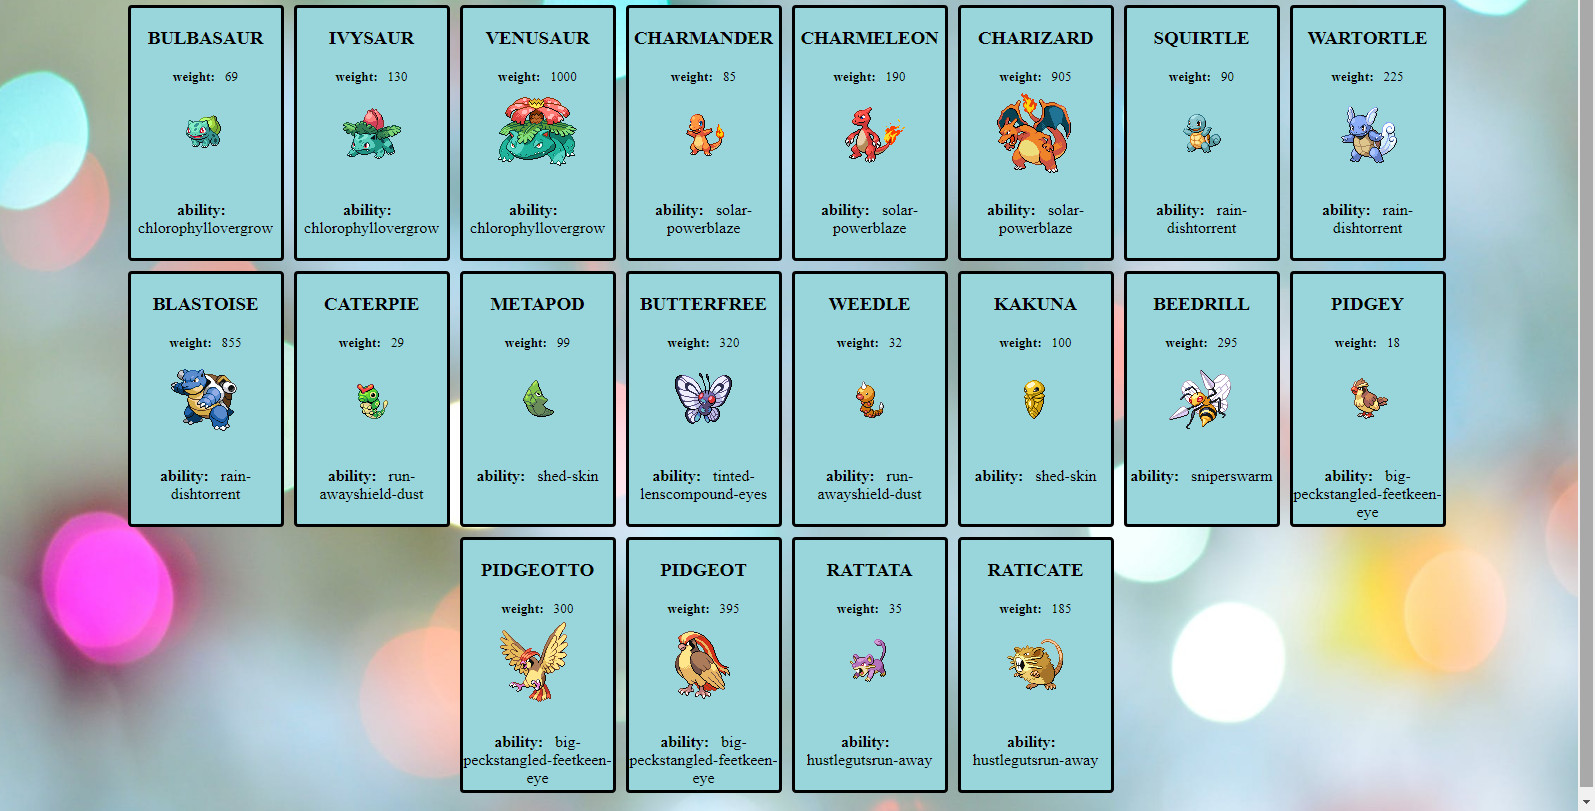 BULBASAUR
weight: 69
ability:
chlorophyllovergrow
IVYSAUR
weight: 130
ability:
chlorophyllovergrow
VENUSAUR
weight: 1000
ability:
chlorophyllovergrow
CHARMANDER
weight: 85
ability: solar-
powerblaze
CHARMELEON
weight: 190
ability: solar-
powerblaze
CHARIZARD
weight: 905
ability: solar-
powerblaze
SQUIRTLE
weight: 90
ability: rain-
dishtorrent
WARTORTLE
weight: 225
ability: rain-
dishtorrent
BLASTOISE
weight: 855
ability: rain-
dishtorrent
CATERPIE
weight: 29
ability: run-
awayshield-dust
METAPOD
weight: 99
ability: shed-skin
BUTTERFREE
weight: 320
ability: tinted-
lenscompound-eyes
WEEDLE
weight: 32
ability: run-
awayshield-dust
KAKUNA
weight: 100
ability: shed-skin
BEEDRILL
weight: 295
ability: sniperswarm
PIDGEY
weight: 18
ability: big-
peckstangled-feetkeen-
eye
PIDGEOTTO
weight: 300
ability: big-
peckstangled-feetkeen-
eye
PIDGEOT
weight: 395
ability: big-
peckstangled-feetkeen-
eye
RATTATA
weight: 35
ability:
hustlegutsrun-away
RATICATE
weight: 185
ability:
hustlegutsrun-away